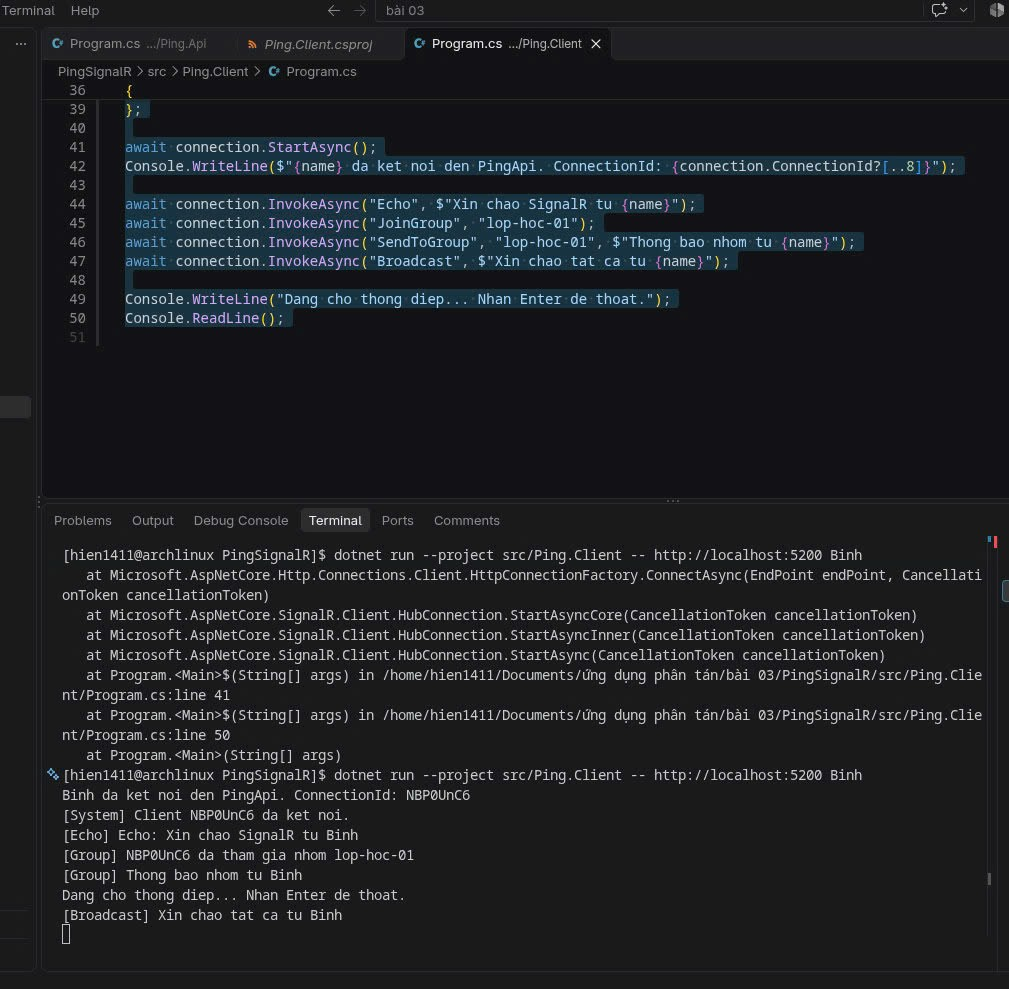 Terminal Help bài 03
Program.cs .../Ping.Api Ping.Client.csproj Program.cs .../Ping.Client
PingSignalR > src > Ping.Client > Program.cs
36 {
39 };
40
41 await connection.StartAsync();
42 Console.WriteLine($"{name} da ket noi den PingApi. ConnectionId: {connection.ConnectionId?[..8]}");
43
44 await connection.InvokeAsync("Echo", $"Xin chao SignalR tu {name}");
45 await connection.InvokeAsync("JoinGroup", "lop-hoc-01");
46 await connection.InvokeAsync("SendToGroup", "lop-hoc-01", $"Thong bao nhom tu {name}");
47 await connection.InvokeAsync("Broadcast", $"Xin chao tat ca tu {name}");
48
49 Console.WriteLine("Dang cho thong diep... Nhan Enter de thoat.");
50 Console.ReadLine();
51
Problems Output Debug Console Terminal Ports Comments
[hien1411@archlinux PingSignalR]$ dotnet run --project src/Ping.Client -- http://localhost:5200 Binh
at Microsoft.AspNetCore.Http.Connections.Client.HttpConnectionFactory.ConnectAsync(EndPoint endPoint, Cancellati
onToken cancellationToken)
at Microsoft.AspNetCore.SignalR.Client.HubConnection.StartAsyncCore(CancellationToken cancellationToken)
at Microsoft.AspNetCore.SignalR.Client.HubConnection.StartAsyncInner(CancellationToken cancellationToken)
at Microsoft.AspNetCore.SignalR.Client.HubConnection.StartAsync(CancellationToken cancellationToken)
at Program.<Main>$(String[] args) in /home/hien1411/Documents/ứng dụng phân tán/bài 03/PingSignalR/src/Ping.Clie
nt/Program.cs:line 41
at Program.<Main>$(String[] args) in /home/hien1411/Documents/ứng dụng phân tán/bài 03/PingSignalR/src/Ping.Clie
nt/Program.cs:line 50
at Program.<Main>(String[] args)
[hien1411@archlinux PingSignalR]$ dotnet run --project src/Ping.Client -- http://localhost:5200 Binh
Binh da ket noi den PingApi. ConnectionId: NBP0UnC6
[System] Client NBP0UnC6 da ket noi.
[Echo] Echo: Xin chao SignalR tu Binh
[Group] NBP0UnC6 da tham gia nhom lop-hoc-01
[Group] Thong bao nhom tu Binh
Dang cho thong diep... Nhan Enter de thoat.
[Broadcast] Xin chao tat ca tu Binh